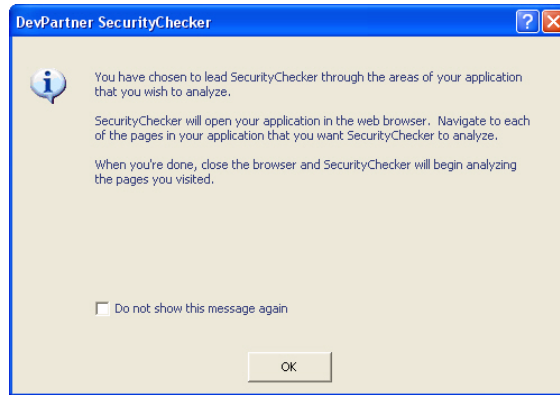 DevPartner SecurityChecker
You have chosen to lead SecurityChecker through the areas of your application
that you wish to analyze.
SecurityChecker will open your application in the web browser.  Navigate to each
of the pages in your application that you want SecurityChecker to analyze.
When you're done, close the browser and SecurityChecker will begin analyzing
the pages you visited.
Do not show this message again
OK